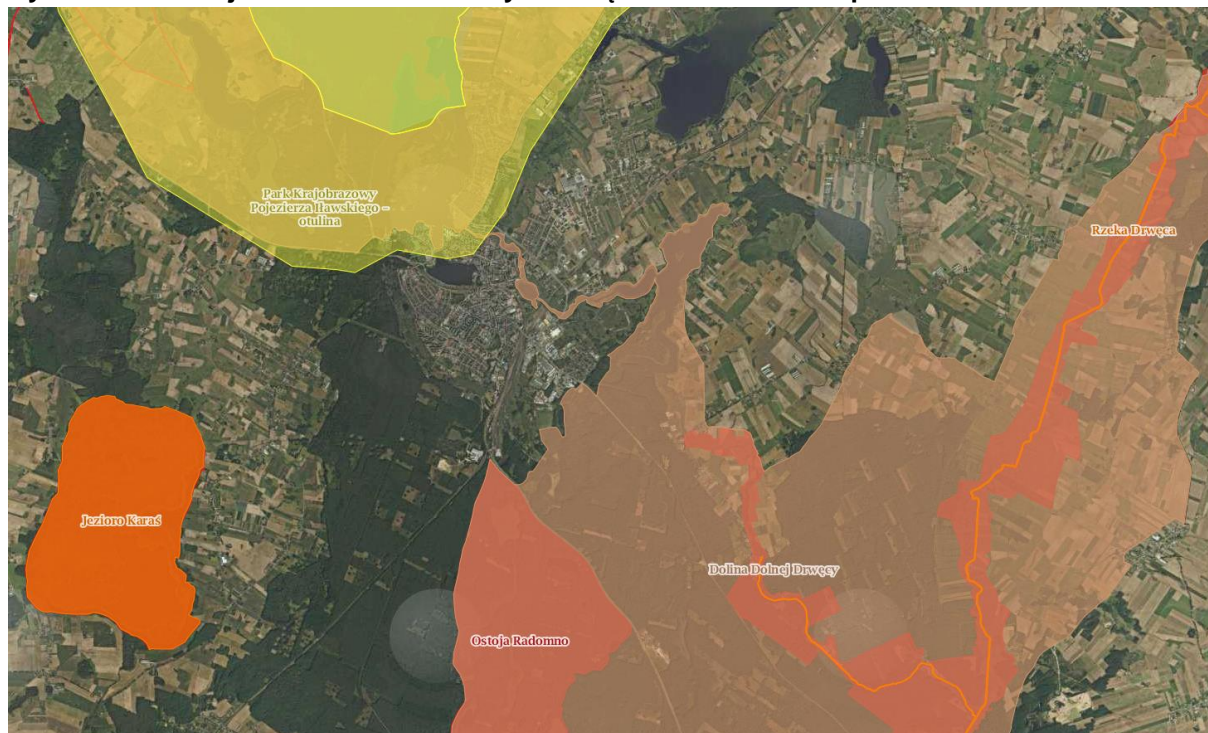 Park Krajobrazowy
Pojezierza Iławskiego –
otulina
Rzeka Drwęca
Jezioro Karaś
Dolina Dolnej Drwęcy
Ostoja Radomno